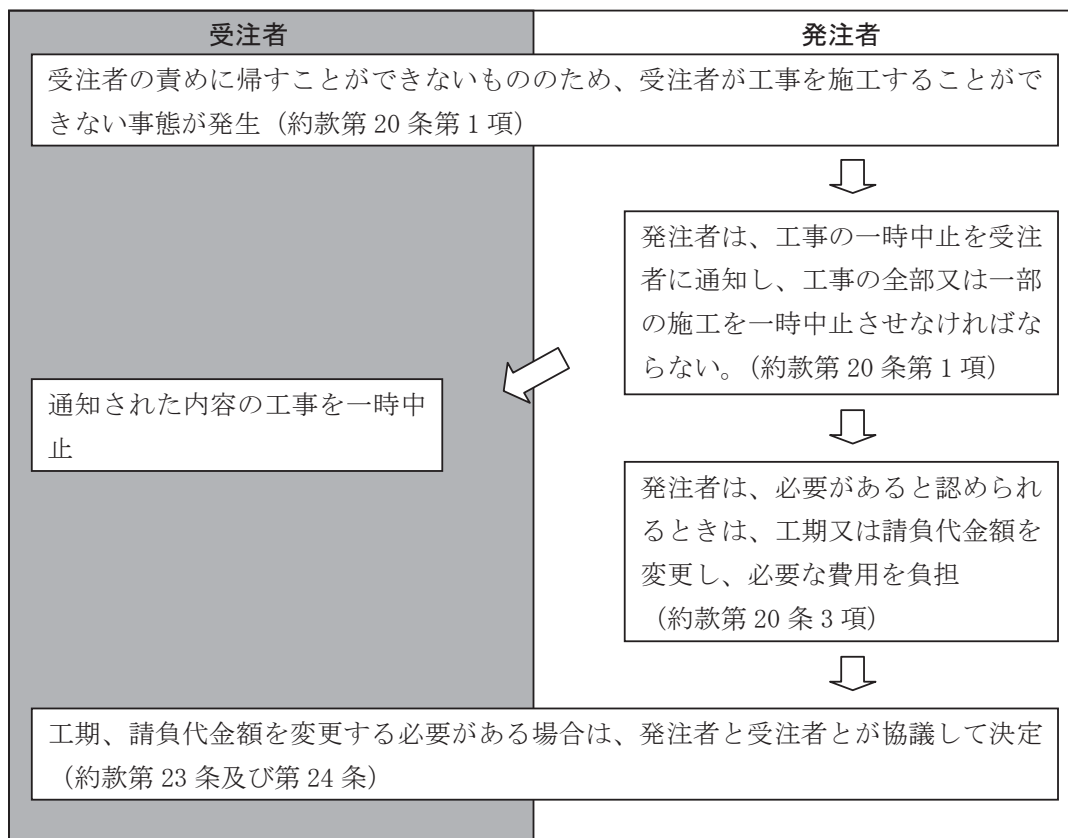 受注者
発注者
受注者の責めに帰すことができないもののため、受注者が工事を施工することがで
きない事態が発生（約款第 20 条第 1 項）
発注者は、工事の一時中止を受注
者に通知し、工事の全部又は一部
の施工を一時中止させなければな
らない。（約款第 20 条第 1 項）
通知された内容の工事を一時中
止
発注者は、必要があると認められ
るときは、工期又は請負代金額を
変更し、必要な費用を負担
（約款第 20 条 3 項）
工期、請負代金額を変更する必要がある場合は、発注者と受注者とが協議して決定
（約款第 23 条及び第 24 条）